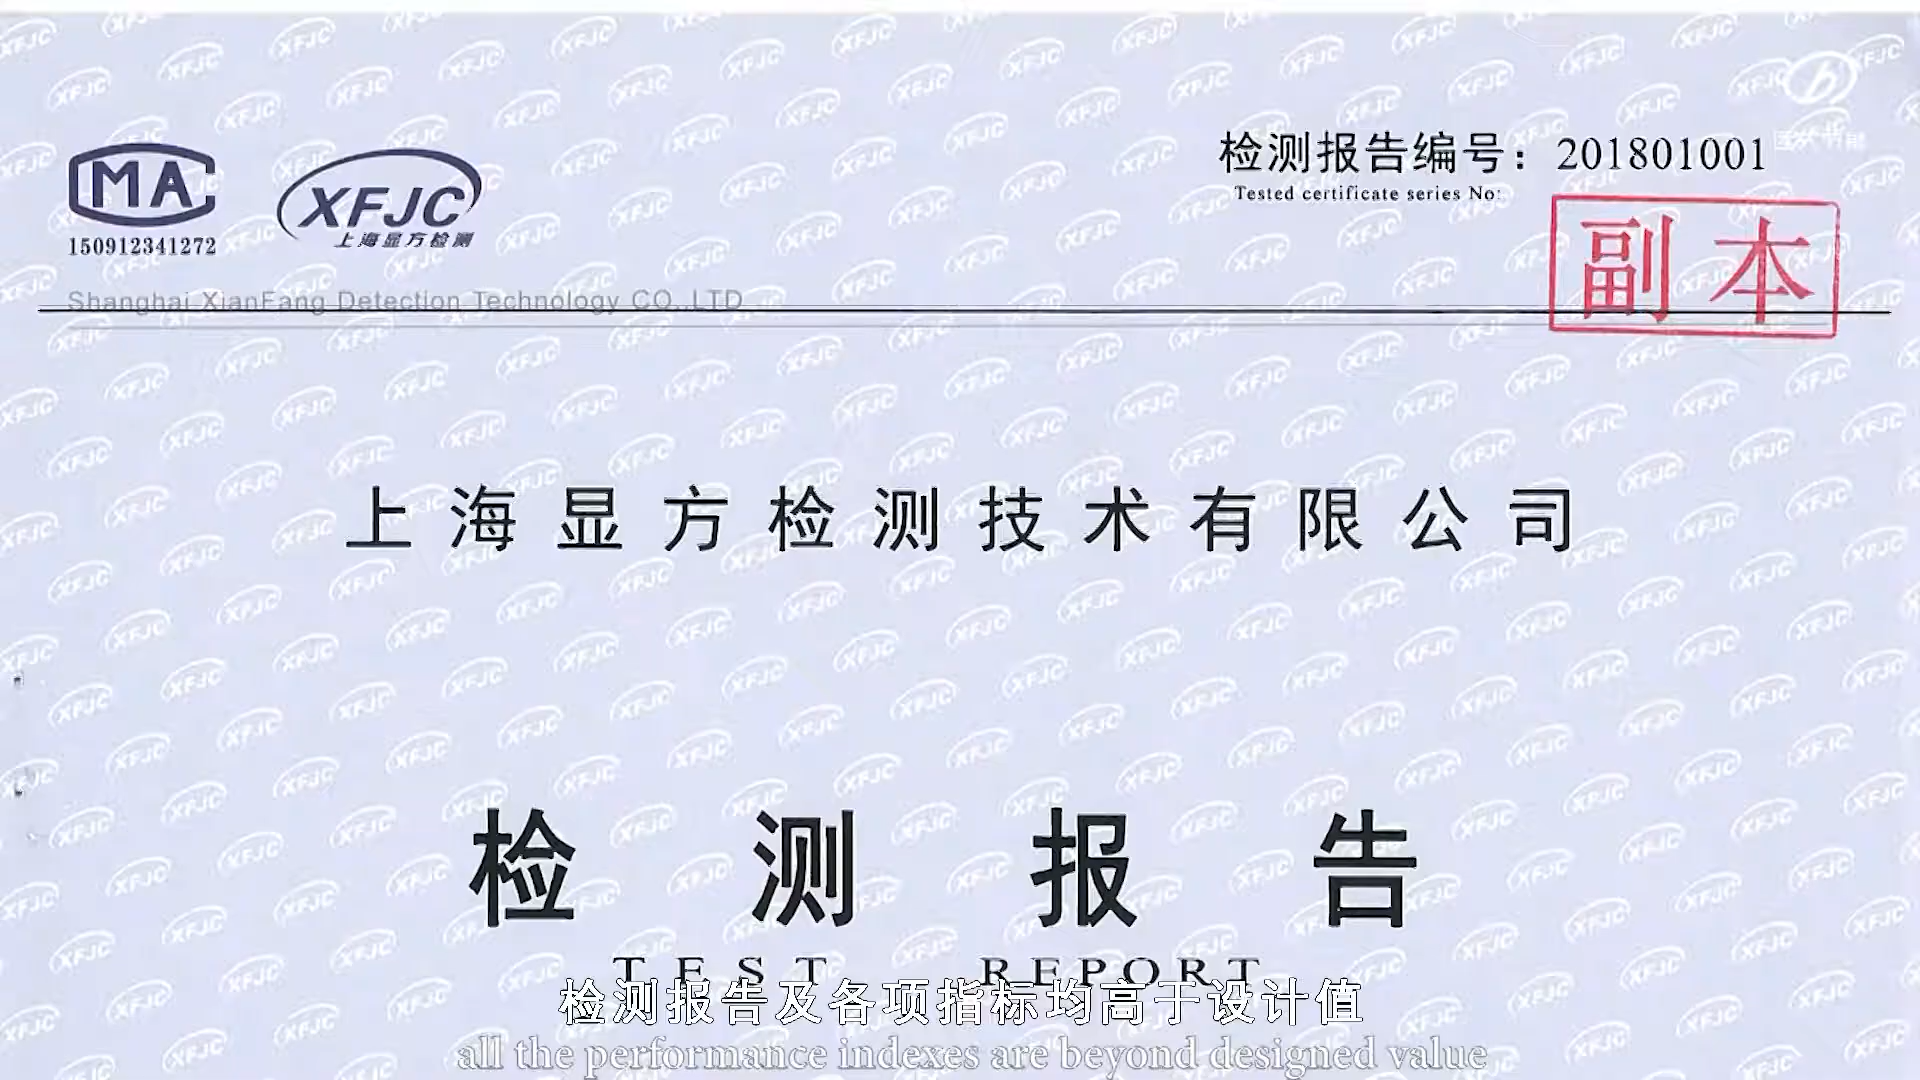 检测报告编号：201801001
Tested certificate series No:
MA
150912341272
XFJC
上海显方检测
副本
Shanghai XianFang Detection Technology CO.,LTD
上海显方检测技术有限公司
检测报告
TEST REPORT
检测报告及各项指标均高于设计值
all the performance indexes are beyond designed value